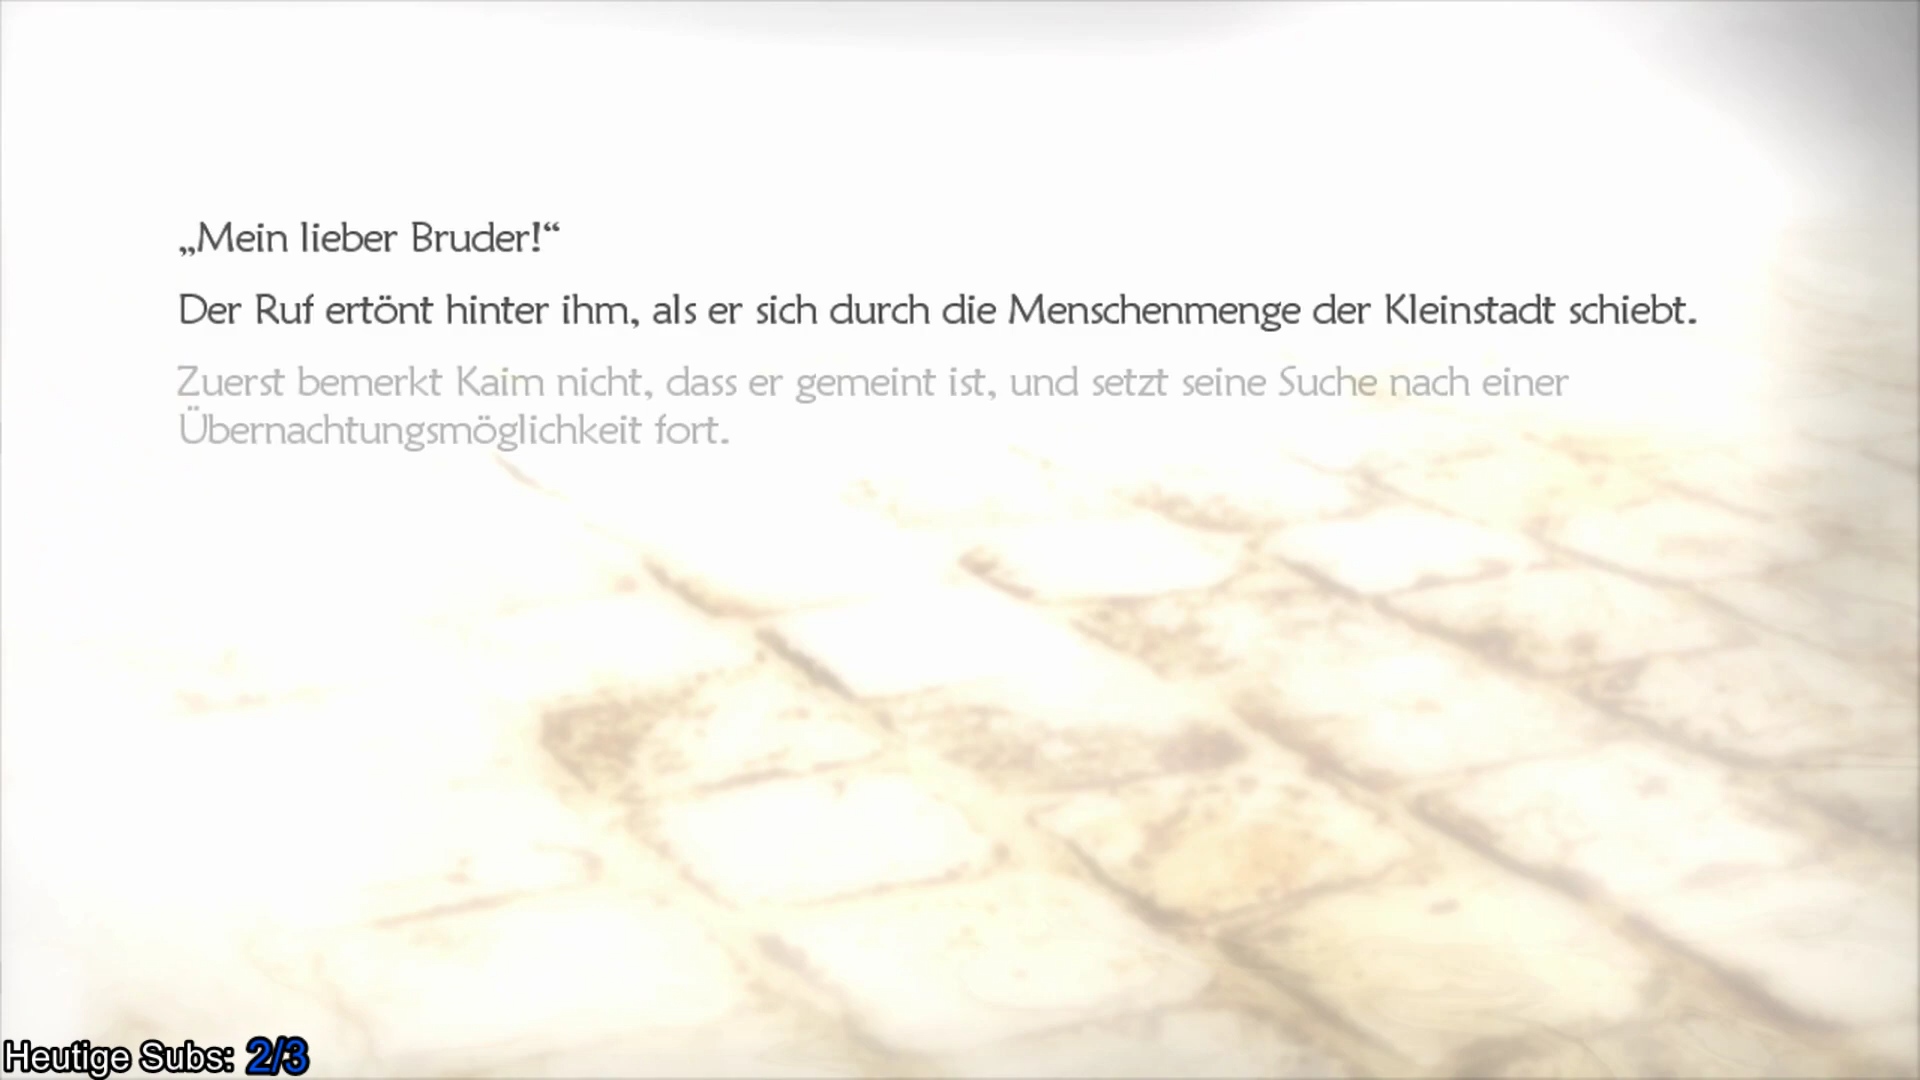 „Mein lieber Bruder!“
Der Ruf ertönt hinter ihm, als er sich durch die Menschenmenge der Kleinstadt schiebt.
Zuerst bemerkt Kaim nicht, dass er gemeint ist, und setzt seine Suche nach einer
Übernachtungsmöglichkeit fort.
Heutige Subs: 2/3